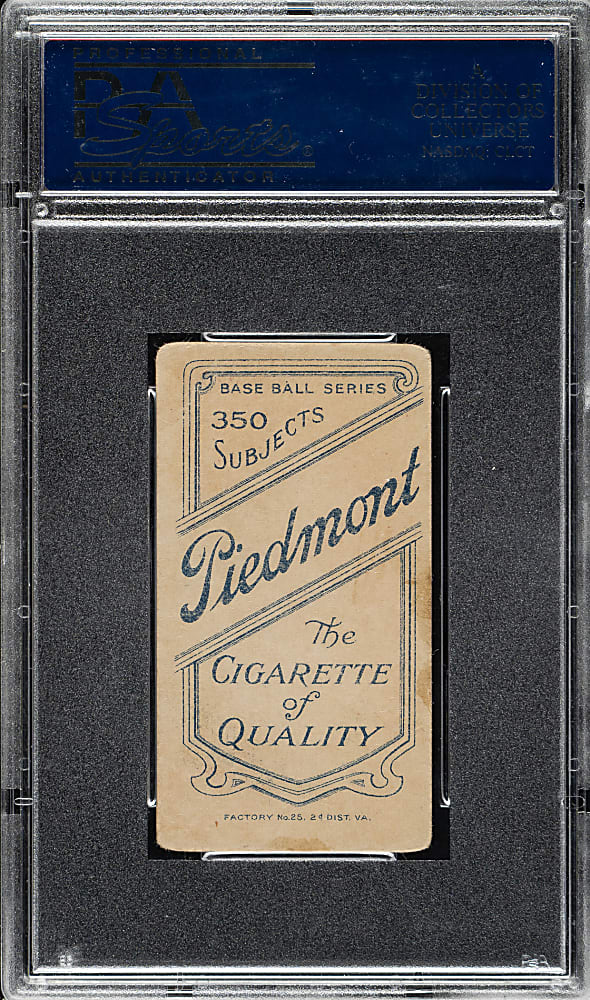 PROFESSIONAL
PSA
Sports®
AUTHENTICATOR
A
DIVISION OF
COLLECTORS
UNIVERSE
NASDAQ: CLCT
BASE BALL SERIES
350
SUBJECTS
Piedmont
The
CIGARETTE
of
QUALITY
FACTORY No. 25, 2d DIST. VA.
PSA